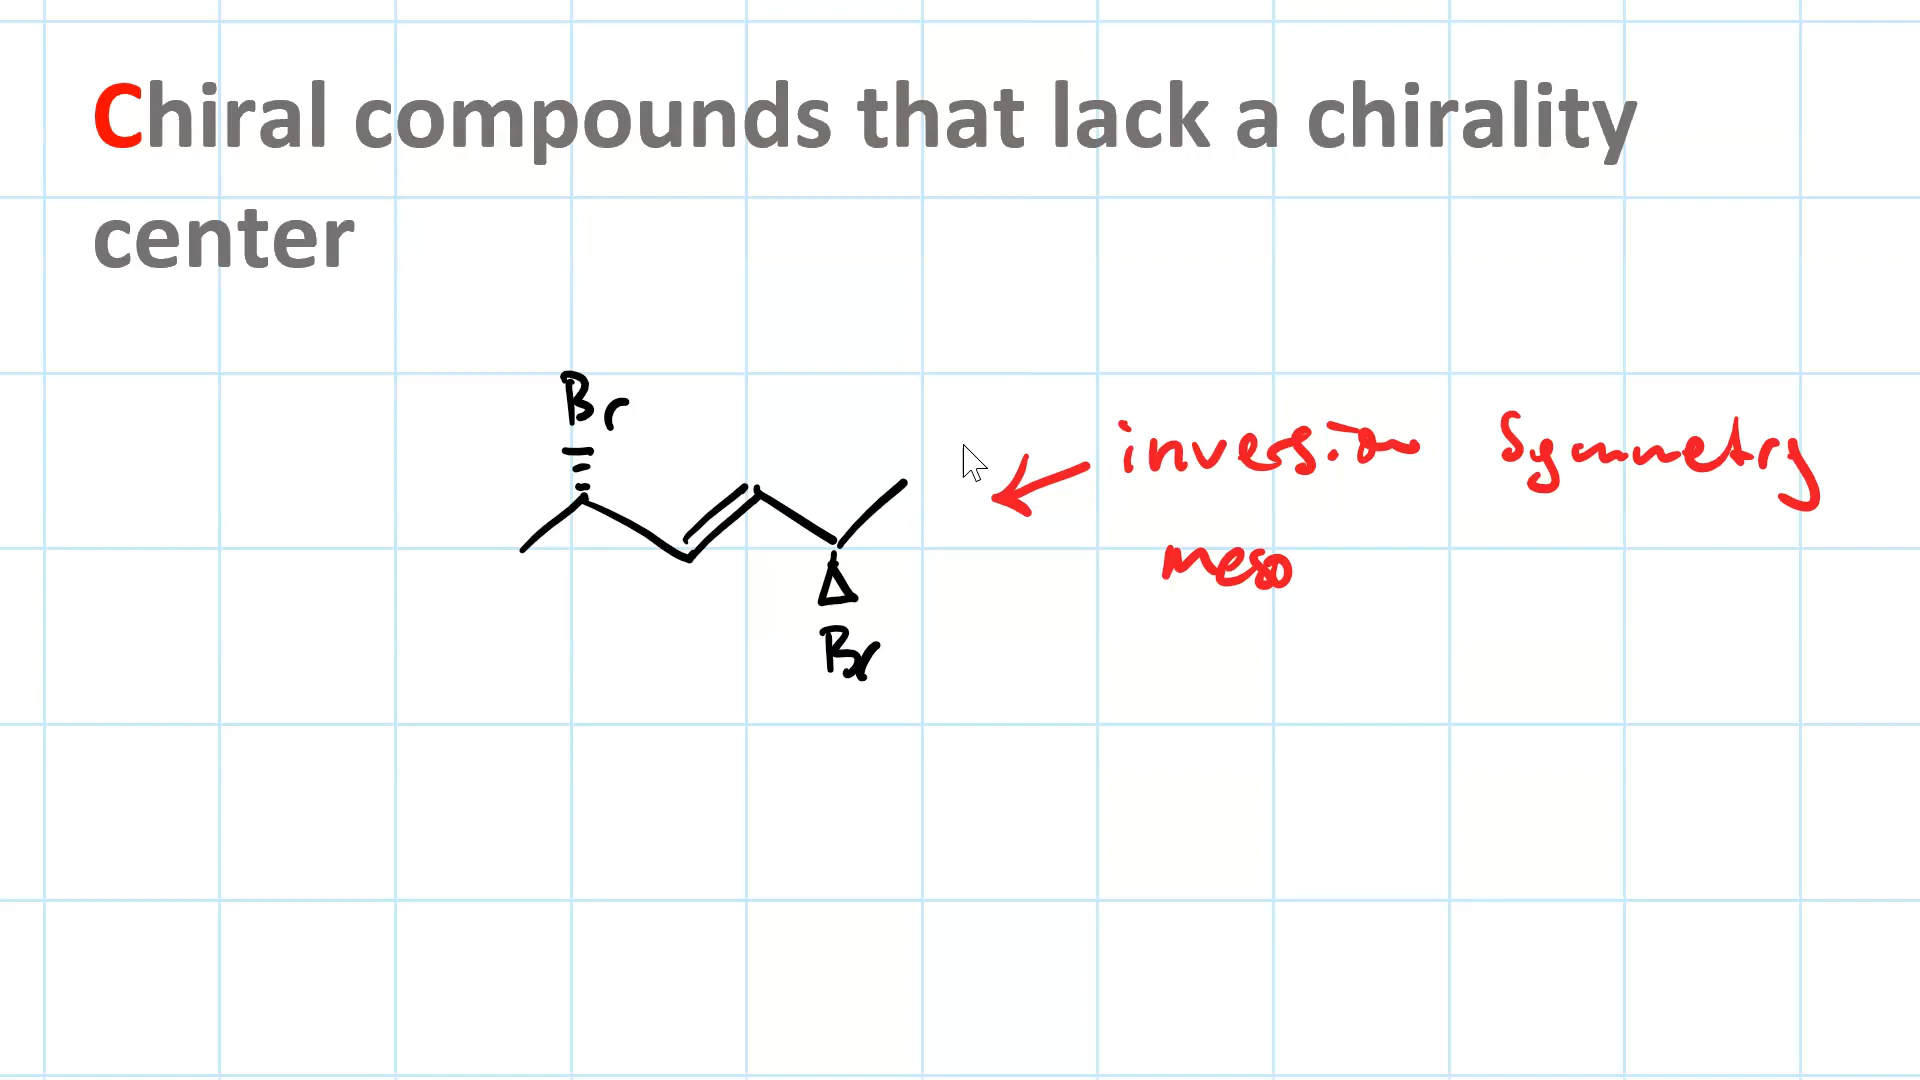 Chiral compounds that lack a chirality
center
Br
inversion Symmetry
meso
Br